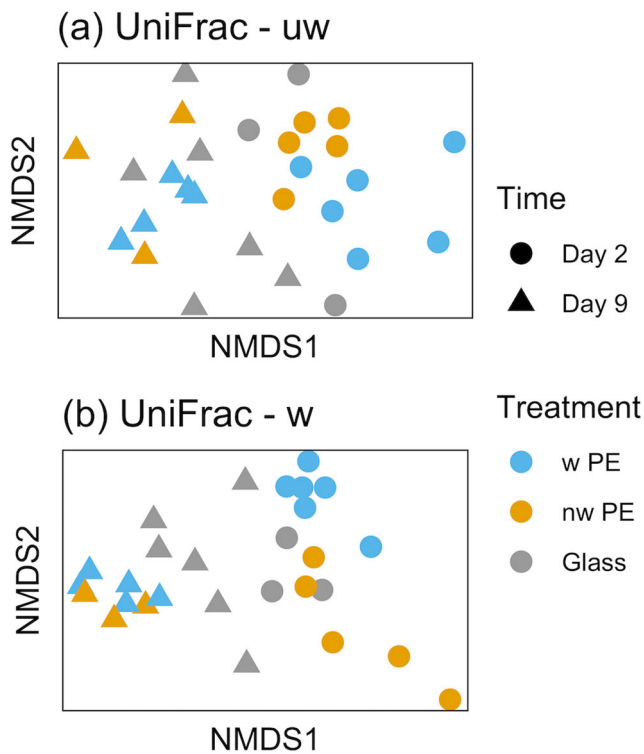 (a) UniFrac - uw
NMDS2
NMDS1
Time
Day 2
Day 9
(b) UniFrac - w
NMDS2
NMDS1
Treatment
w PE
nw PE
Glass